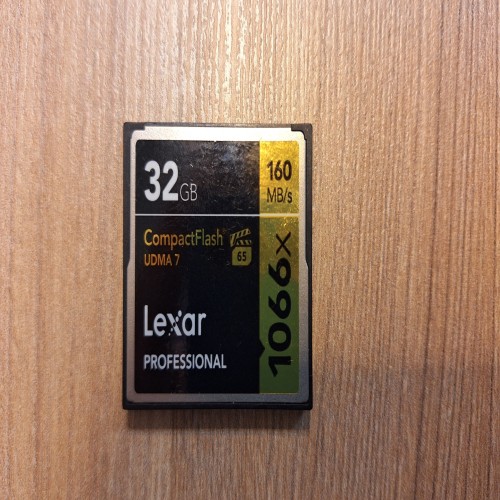 32GB
160
MB/s
CompactFlash®
65
UDMA 7
1066x
Lexar
PROFESSIONAL